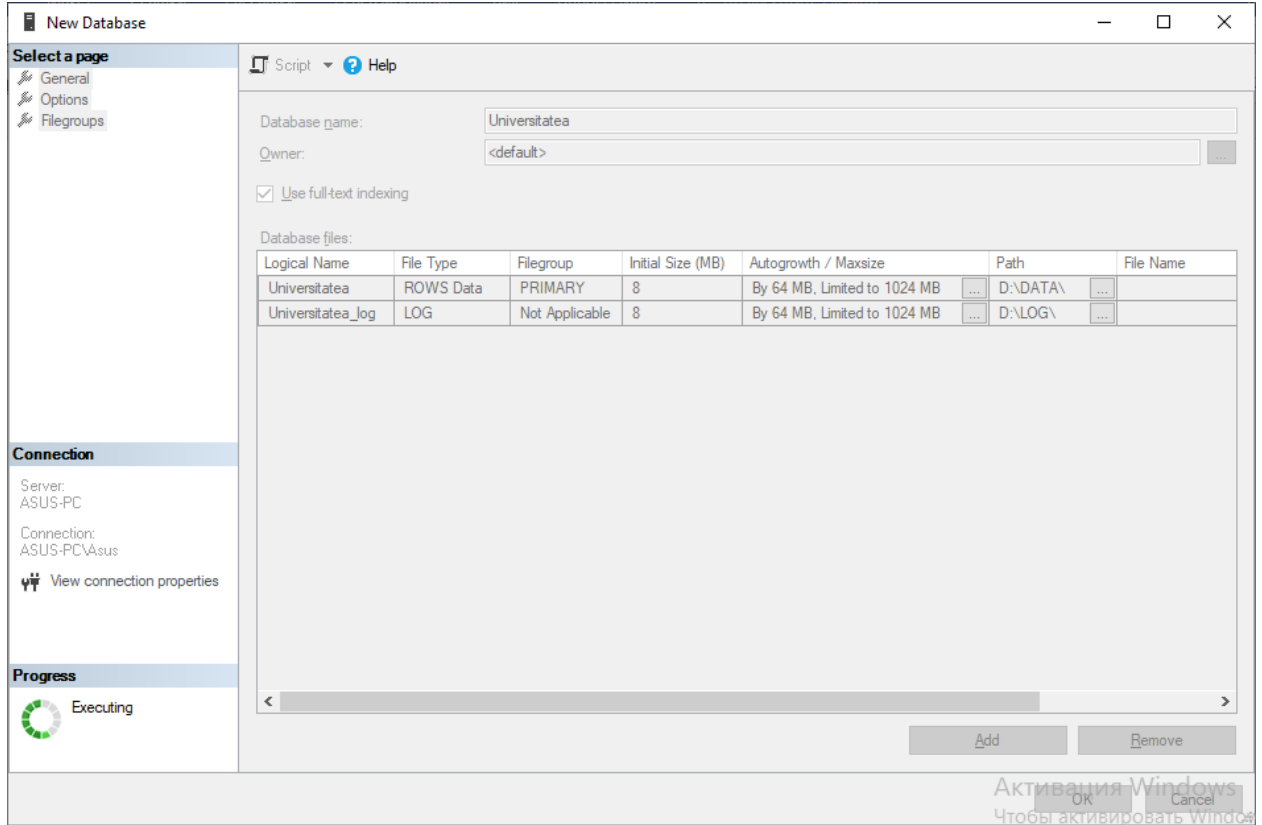 New Database
Select a page
General
Options
Filegroups
Script
Help
Database name:
Universitatea
Owner:
<default>
...
Use full-text indexing
Database files:
Logical Name File Type Filegroup Initial Size (MB) Autogrowth / Maxsize Path File Name
Universitatea ROWS Data PRIMARY 8 By 64 MB, Limited to 1024 MB ... D:\DATA\ ...
Universitatea_log LOG Not Applicable 8 By 64 MB, Limited to 1024 MB ... D:\LOG\ ...
Connection
Server:
ASUS-PC
Connection:
ASUS-PC\Asus
View connection properties
Progress
Executing
Add Remove
Активация Windows
OK Cancel
Чтобы активировать Windo